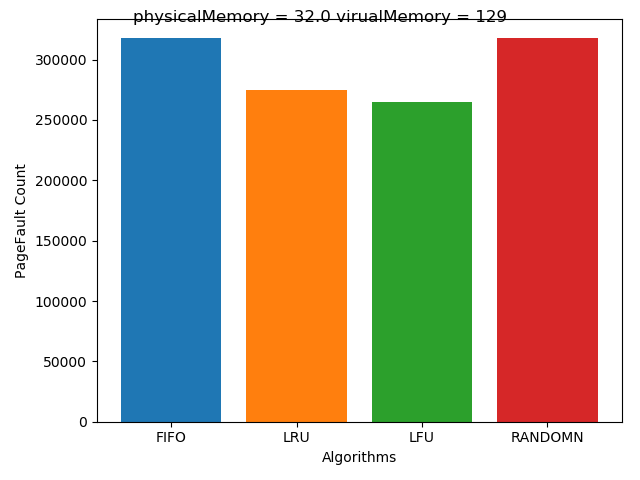 physicalMemory = 32.0 virualMemory = 129
PageFault Count
300000
250000
200000
150000
100000
50000
0
FIFO LRU LFU RANDOMN
Algorithms